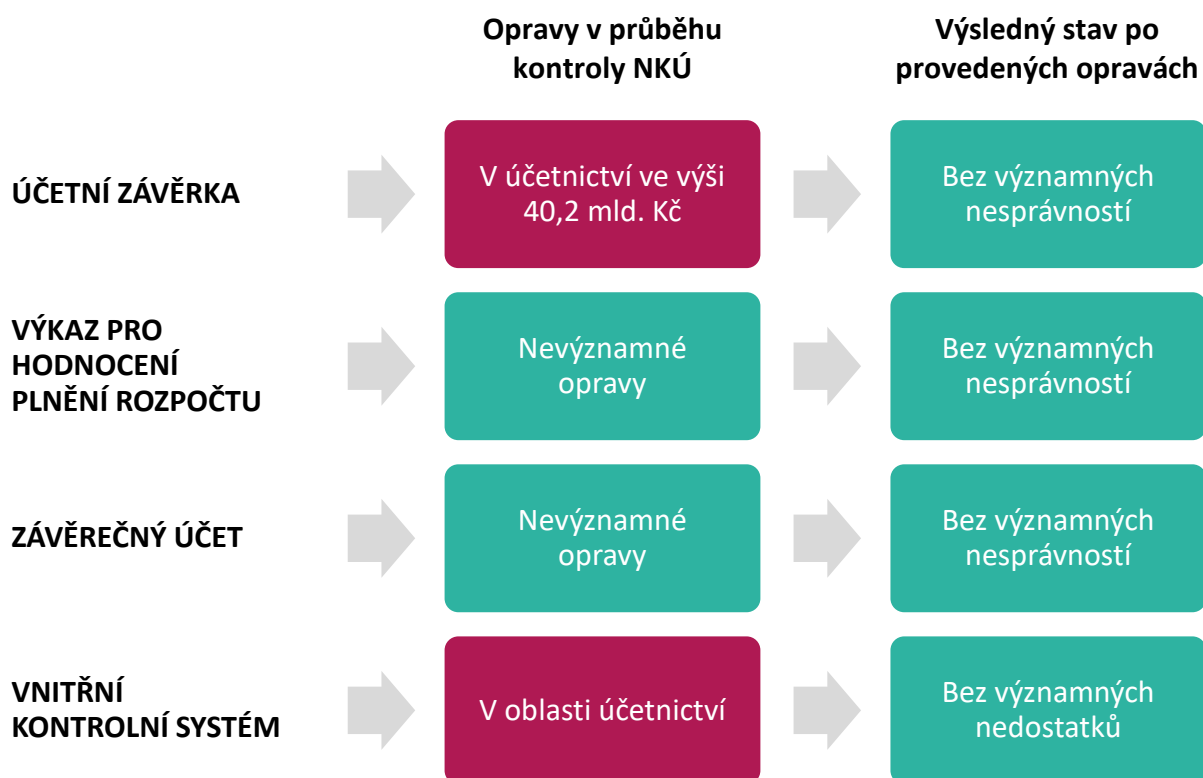 Opravy v průběhu
kontroly NKÚ
Výsledný stav po
provedených opravách
ÚČETNÍ ZÁVĚRKA
V účetnictví ve výši
40,2 mld. Kč
Bez významných
nesprávností
VÝKAZ PRO
HODNOCENÍ
PLNĚNÍ ROZPOČTU
Nevýznamné
opravy
Bez významných
nesprávností
ZÁVĚREČNÝ ÚČET
Nevýznamné
opravy
Bez významných
nesprávností
VNITŘNÍ
KONTROLNÍ SYSTÉM
V oblasti účetnictví
Bez významných
nedostatků